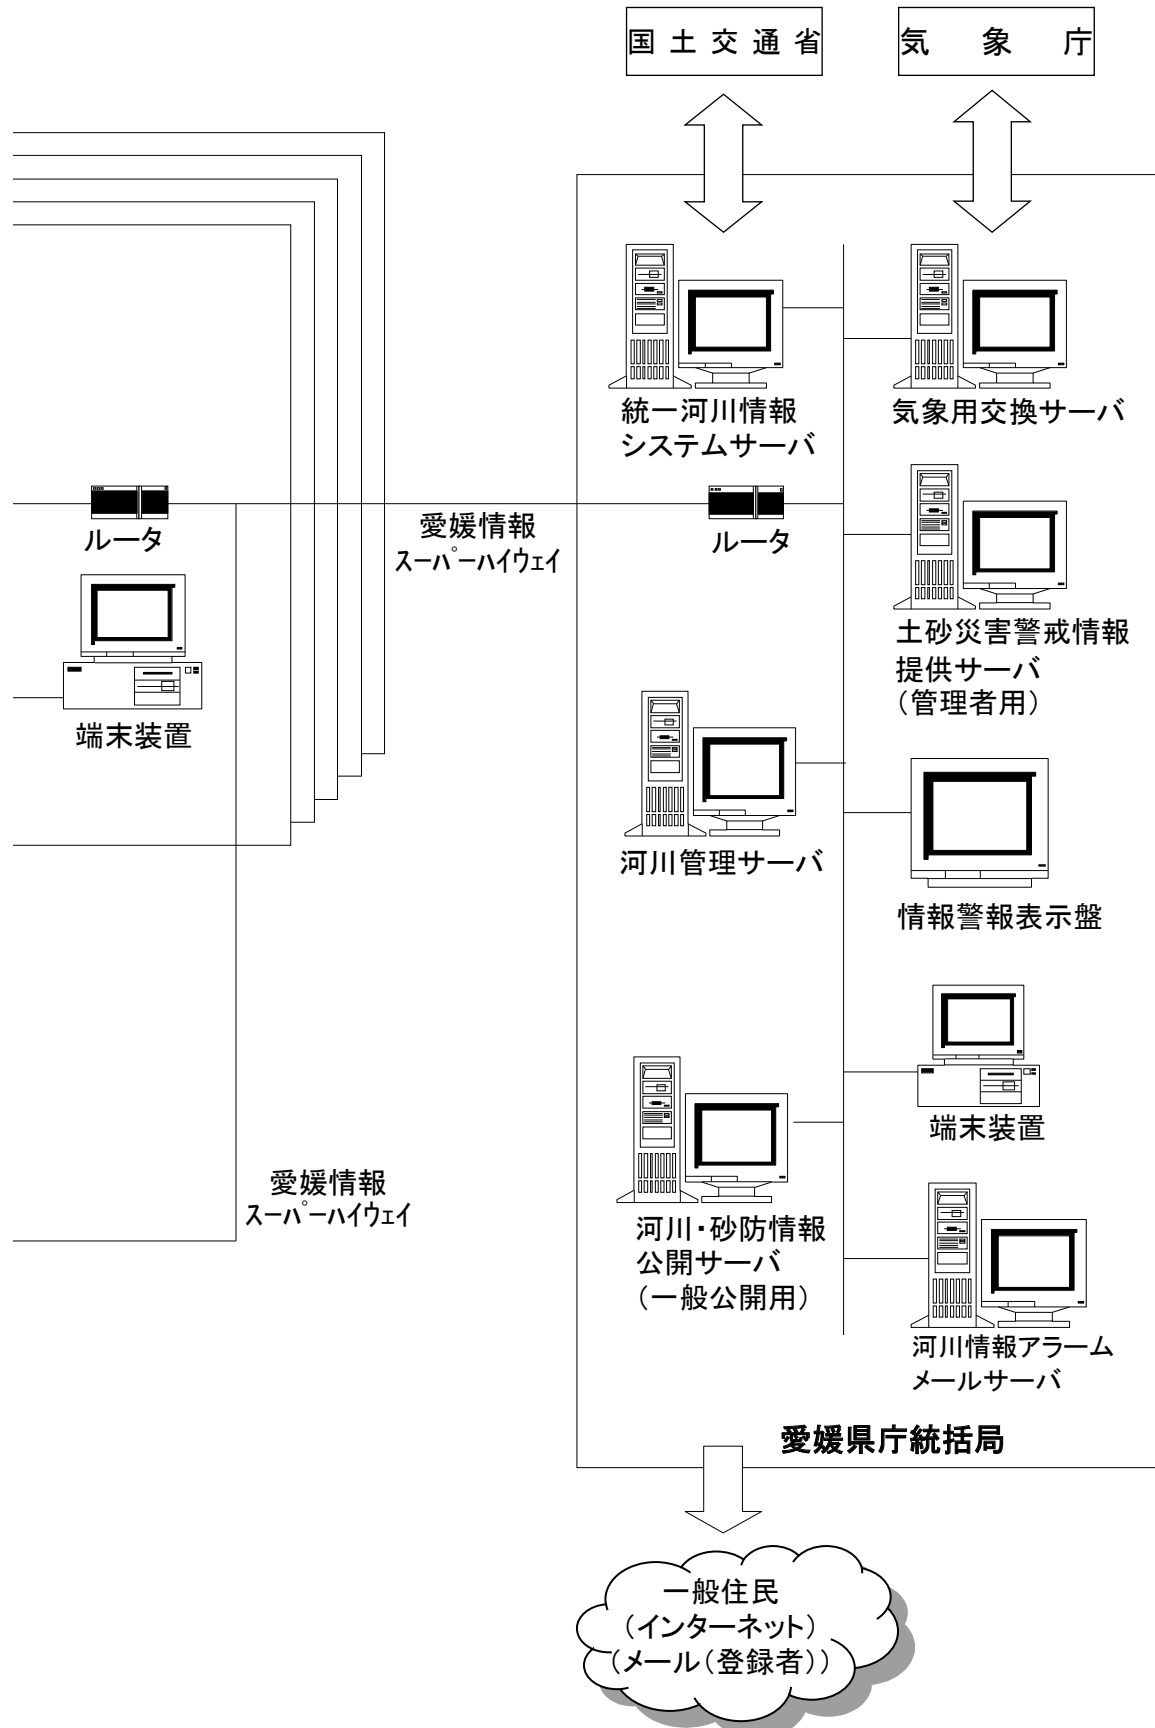 国土交通省
気象庁
統一河川情報
システムサーバ
気象用交換サーバ
ルータ
愛媛情報
スーパーハイウェイ
ルータ
土砂災害警戒情報
提供サーバ
（管理者用）
端末装置
河川管理サーバ
情報警報表示盤
端末装置
愛媛情報
スーパーハイウェイ
河川・砂防情報
公開サーバ
（一般公開用）
河川情報アラーム
メールサーバ
愛媛県庁統括局
一般住民
（インターネット）
（メール（登録者））